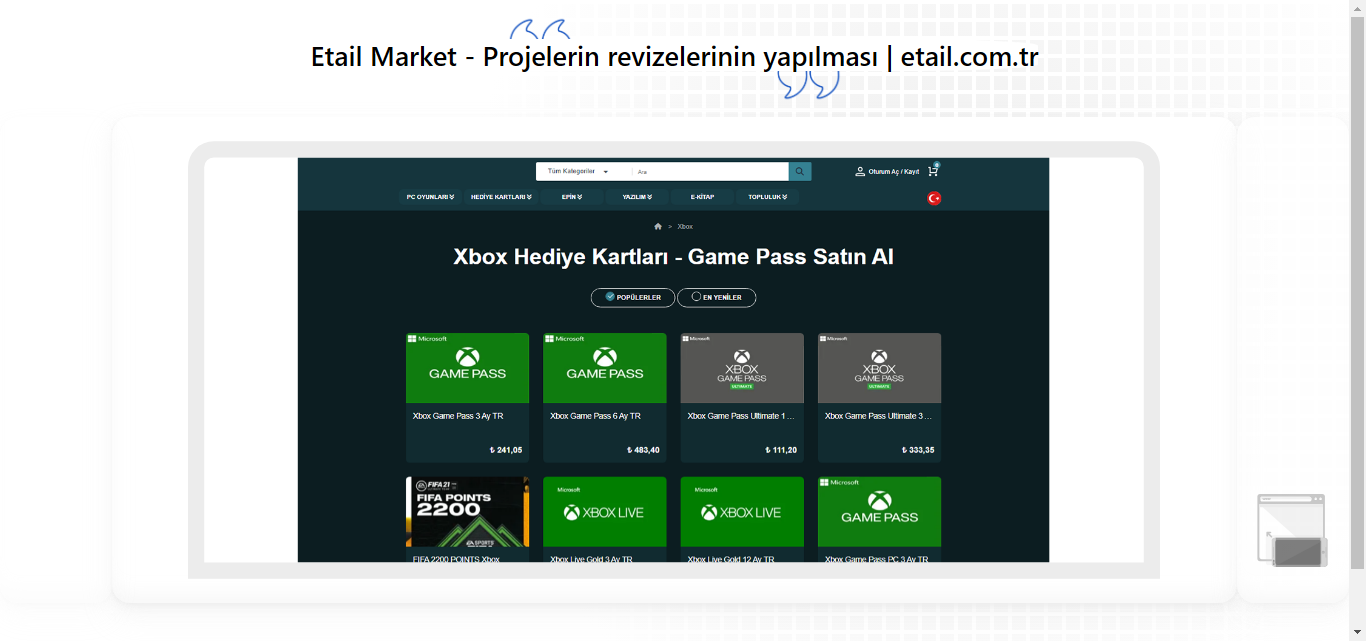 Etail Market - Projelerin revizelerinin yapılması | etail.com.tr
Tüm Kategoriler Ara Oturum Aç / Kayıt 0
PC OYUNLARI HEDİYE KARTLARI EPİN YAZILIM E-KİTAP TOPLULUK
> Xbox
Xbox Hediye Kartları - Game Pass Satın Al
POPÜLERLER EN YENİLER
Microsoft Microsoft Microsoft Microsoft
GAME PASS GAME PASS XBOX GAME PASS ULTIMATE XBOX GAME PASS ULTIMATE
Xbox Game Pass 3 Ay TR Xbox Game Pass 6 Ay TR Xbox Game Pass Ultimate 1 ... Xbox Game Pass Ultimate 3 ...
₺ 241,05 ₺ 483,40 ₺ 111,20 ₺ 333,35
EA SPORTS FIFA 21 Microsoft Microsoft Microsoft
FIFA POINTS 2200 XBOX LIVE XBOX LIVE GAME PASS
EA SPORTS
FIFA 2200 POINTS Xbox Xbox Live Gold 3 Ay TR Xbox Live Gold 12 Ay TR Xbox Game Pass PC 3 Ay TR